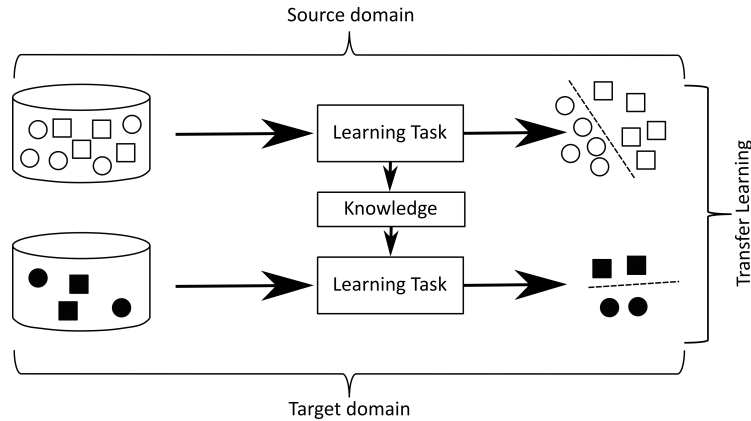 Source domain
Learning Task
Knowledge
Learning Task
Transfer Learning
Target domain